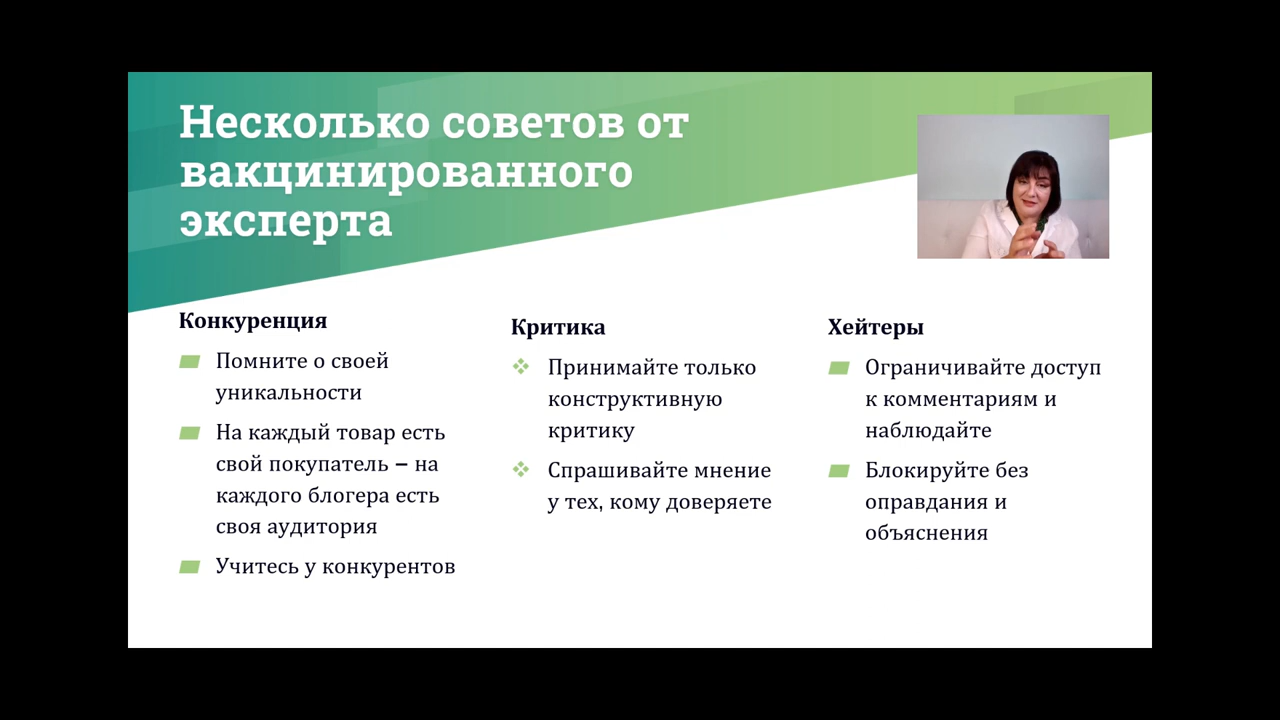 Несколько советов от
вакцинированного
эксперта
Конкуренция
Помните о своей
уникальности
На каждый товар есть
свой покупатель – на
каждого блогера есть
своя аудитория
Учитесь у конкурентов
Критика
Принимайте только
конструктивную
критику
Спрашивайте мнение
у тех, кому доверяете
Хейтеры
Ограничивайте доступ
к комментариям и
наблюдайте
Блокируйте без
оправдания и
объяснения